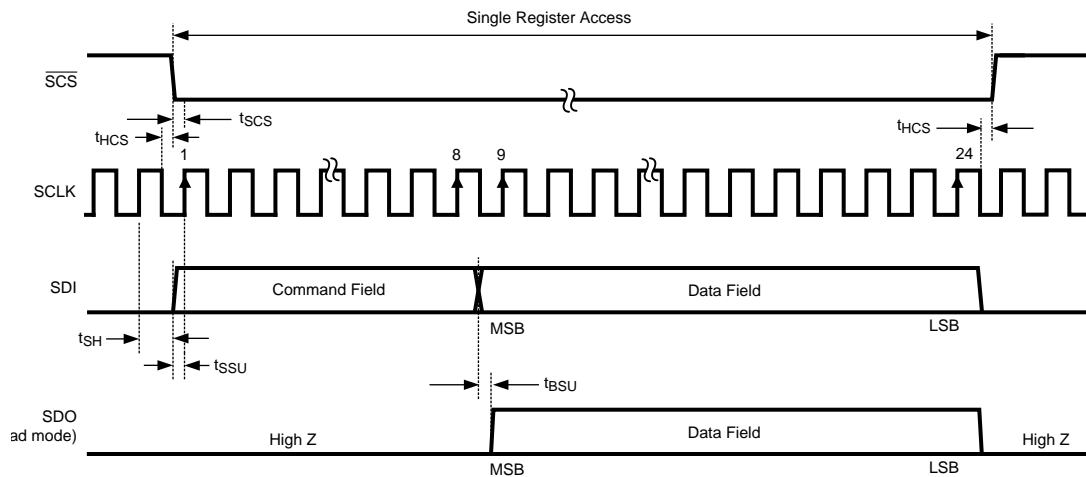 Single Register Access
SCS
tSCS
tHCS
tHCS
1
8
9
24
SCLK
SDI
Command Field
Data Field
MSB
LSB
tSH
tSSU
tBSU
SDO
ad mode)
High Z
Data Field
High Z
MSB
LSB